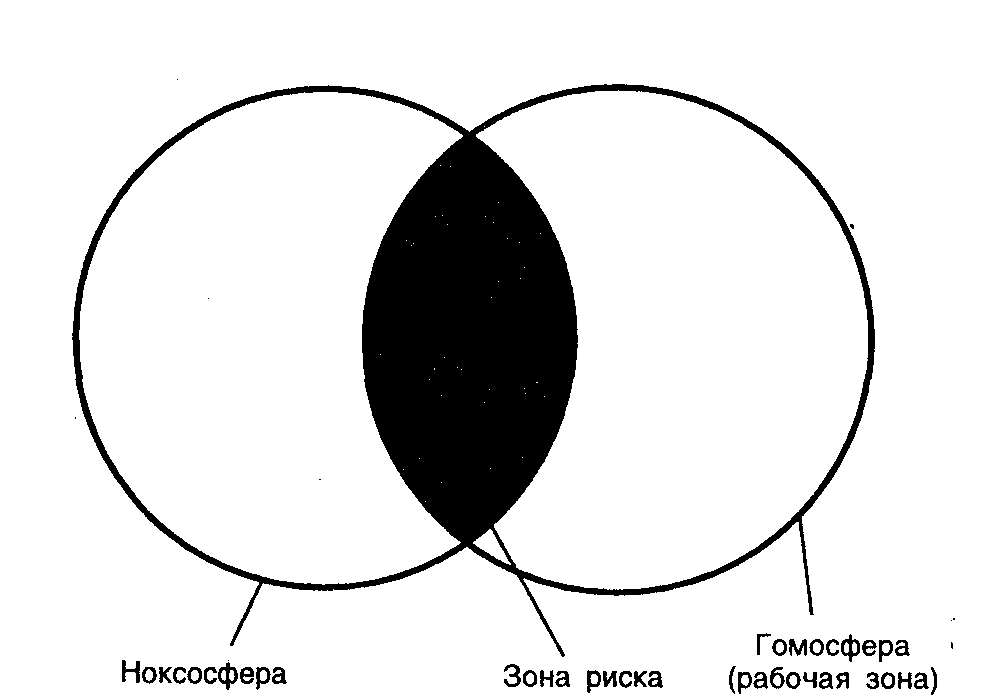 Ноксосфера
Зона риска
Гомосфера
(рабочая зона)